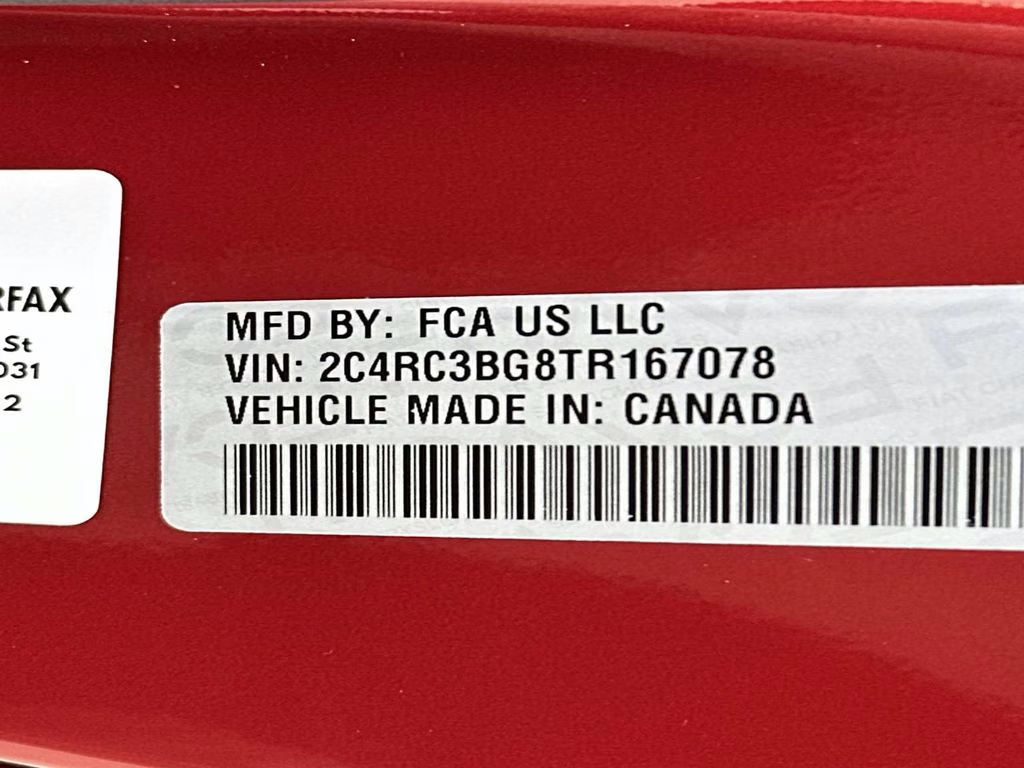 RFAX
St
031
2
MFD BY: FCA US LLC
VIN: 2C4RC3BG8TR167078
VEHICLE MADE IN: CANADA